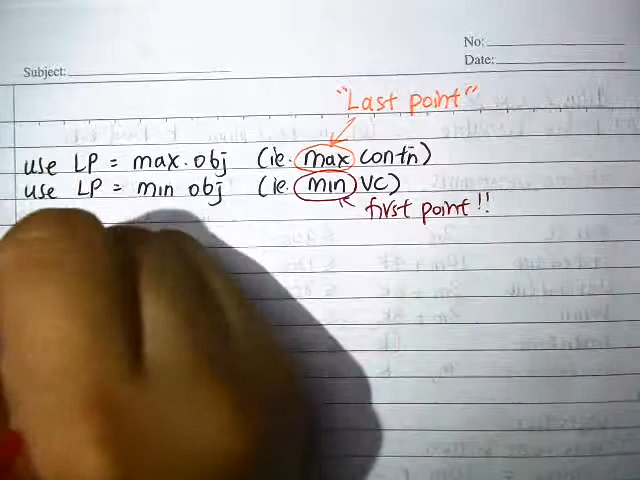 No:
Date:
Subject:
"Last point"
use LP = max. obj (ie. max contn)
use LP = min obj (ie. min VC)
first point!!